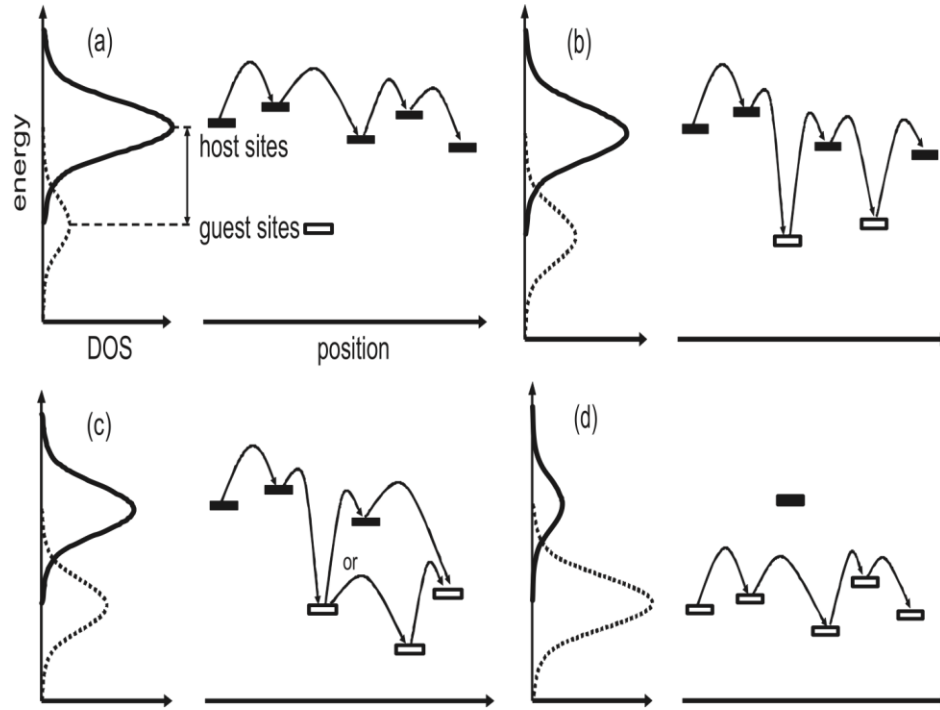 (a)
energy
host sites
guest sites
DOS
position
(b)
(c)
or
(d)